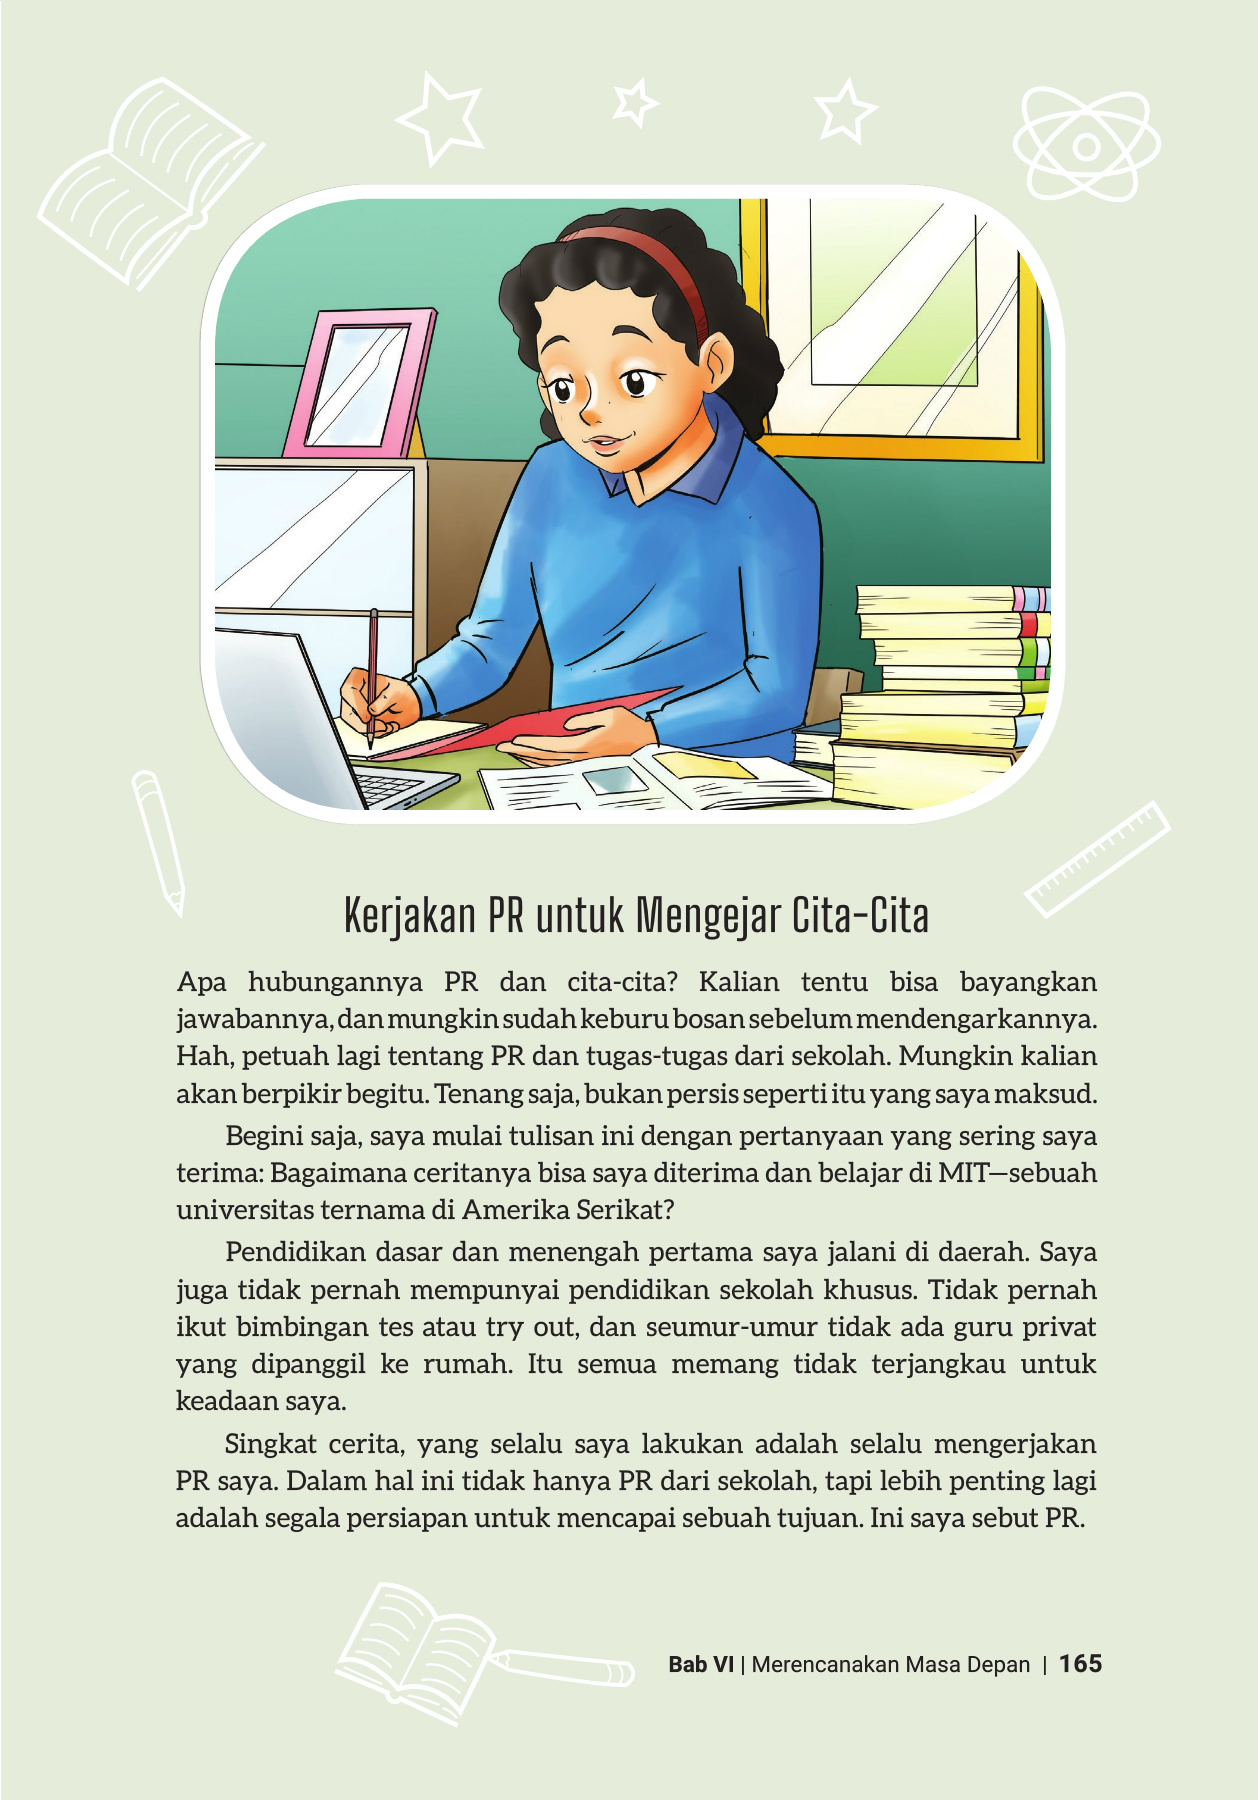 Kerjakan PR untuk Mengejar Cita-Cita
Apa hubungannya PR dan cita-cita? Kalian tentu bisa bayangkan
jawabannya, dan mungkin sudah keburu bosan sebelum mendengarkannya.
Hah, petuah lagi tentang PR dan tugas-tugas dari sekolah. Mungkin kalian
akan berpikir begitu. Tenang saja, bukan persis seperti itu yang saya maksud.
Begini saja, saya mulai tulisan ini dengan pertanyaan yang sering saya
terima: Bagaimana ceritanya bisa saya diterima dan belajar di MIT—sebuah
universitas ternama di Amerika Serikat?
Pendidikan dasar dan menengah pertama saya jalani di daerah. Saya
juga tidak pernah mempunyai pendidikan sekolah khusus. Tidak pernah
ikut bimbingan tes atau try out, dan seumur-umur tidak ada guru privat
yang dipanggil ke rumah. Itu semua memang tidak terjangkau untuk
keadaan saya.
Singkat cerita, yang selalu saya lakukan adalah selalu mengerjakan
PR saya. Dalam hal ini tidak hanya PR dari sekolah, tapi lebih penting lagi
adalah segala persiapan untuk mencapai sebuah tujuan. Ini saya sebut PR.
Bab VI | Merencanakan Masa Depan | 165